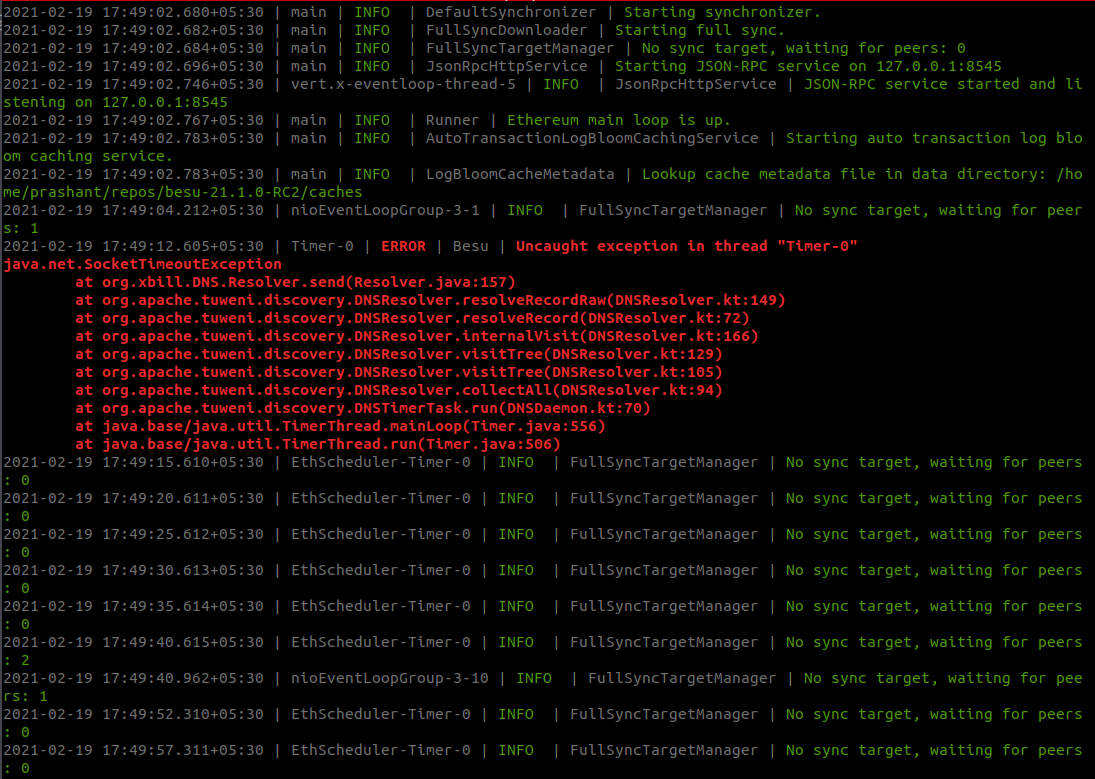 2021-02-19 17:49:02.680+05:30 | main | INFO  | DefaultSynchronizer | Starting synchronizer.
2021-02-19 17:49:02.682+05:30 | main | INFO  | FullSyncDownloader | Starting full sync.
2021-02-19 17:49:02.684+05:30 | main | INFO  | FullSyncTargetManager | No sync target, waiting for peers: 0
2021-02-19 17:49:02.696+05:30 | main | INFO  | JsonRpcHttpService | Starting JSON-RPC service on 127.0.0.1:8545
2021-02-19 17:49:02.746+05:30 | vert.x-eventloop-thread-5 | INFO  | JsonRpcHttpService | JSON-RPC service started and li
stening on 127.0.0.1:8545
2021-02-19 17:49:02.767+05:30 | main | INFO  | Runner | Ethereum main loop is up.
2021-02-19 17:49:02.783+05:30 | main | INFO  | AutoTransactionLogBloomCachingService | Starting auto transaction log blo
om caching service.
2021-02-19 17:49:02.783+05:30 | main | INFO  | LogBloomCacheMetadata | Lookup cache metadata file in data directory: /ho
me/prashant/repos/besu-21.1.0-RC2/caches
2021-02-19 17:49:04.212+05:30 | nioEventLoopGroup-3-1 | INFO  | FullSyncTargetManager | No sync target, waiting for peer
s: 1
2021-02-19 17:49:12.605+05:30 | Timer-0 | ERROR | Besu | Uncaught exception in thread "Timer-0"
java.net.SocketTimeoutException
        at org.xbill.DNS.Resolver.send(Resolver.java:157)
        at org.apache.tuweni.discovery.DNSResolver.resolveRecordRaw(DNSResolver.kt:149)
        at org.apache.tuweni.discovery.DNSResolver.resolveRecord(DNSResolver.kt:72)
        at org.apache.tuweni.discovery.DNSResolver.internalVisit(DNSResolver.kt:166)
        at org.apache.tuweni.discovery.DNSResolver.visitTree(DNSResolver.kt:129)
        at org.apache.tuweni.discovery.DNSResolver.visitTree(DNSResolver.kt:105)
        at org.apache.tuweni.discovery.DNSResolver.collectAll(DNSResolver.kt:94)
        at org.apache.tuweni.discovery.DNSTimerTask.run(DNSDaemon.kt:70)
        at java.base/java.util.TimerThread.mainLoop(Timer.java:556)
        at java.base/java.util.TimerThread.run(Timer.java:506)
2021-02-19 17:49:15.610+05:30 | EthScheduler-Timer-0 | INFO  | FullSyncTargetManager | No sync target, waiting for peers
: 0
2021-02-19 17:49:20.611+05:30 | EthScheduler-Timer-0 | INFO  | FullSyncTargetManager | No sync target, waiting for peers
: 0
2021-02-19 17:49:25.612+05:30 | EthScheduler-Timer-0 | INFO  | FullSyncTargetManager | No sync target, waiting for peers
: 0
2021-02-19 17:49:30.613+05:30 | EthScheduler-Timer-0 | INFO  | FullSyncTargetManager | No sync target, waiting for peers
: 0
2021-02-19 17:49:35.614+05:30 | EthScheduler-Timer-0 | INFO  | FullSyncTargetManager | No sync target, waiting for peers
: 0
2021-02-19 17:49:40.615+05:30 | EthScheduler-Timer-0 | INFO  | FullSyncTargetManager | No sync target, waiting for peers
: 2
2021-02-19 17:49:40.962+05:30 | nioEventLoopGroup-3-10 | INFO  | FullSyncTargetManager | No sync target, waiting for pee
rs: 1
2021-02-19 17:49:52.310+05:30 | EthScheduler-Timer-0 | INFO  | FullSyncTargetManager | No sync target, waiting for peers
: 0
2021-02-19 17:49:57.311+05:30 | EthScheduler-Timer-0 | INFO  | FullSyncTargetManager | No sync target, waiting for peers
: 0